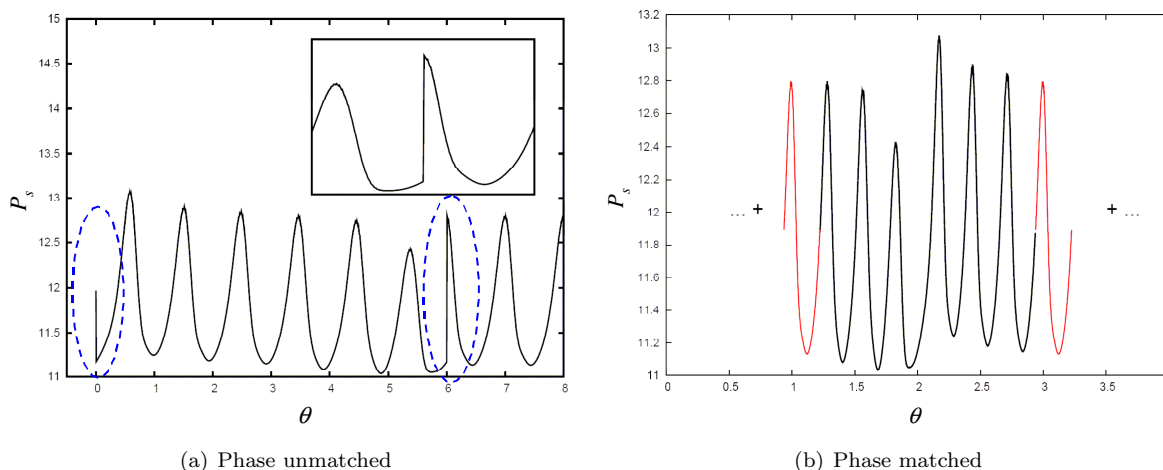 15
14.5
14
13.5
13
12.5
12
11.5
11
P_s
0 1 2 3 4 5 6 7 8
θ
(a) Phase unmatched
13.2
13
12.8
12.6
12.4
12.2
12
11.8
11.6
11.4
11.2
11
P_s
... +
+ ...
0 0.5 1 1.5 2 2.5 3 3.5
θ
(b) Phase matched